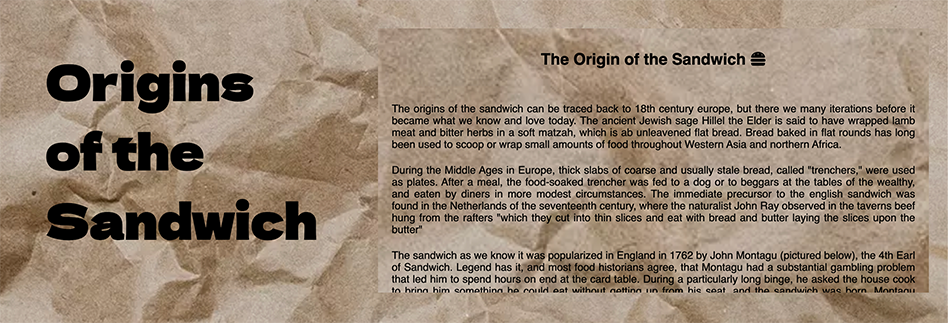 Origins
of the
Sandwich
The Origin of the Sandwich
The origins of the sandwich can be traced back to 18th century europe, but there we many iterations before it
became what we know and love today. The ancient Jewish sage Hillel the Elder is said to have wrapped lamb
meat and bitter herbs in a soft matzah, which is ab unleavened flat bread. Bread baked in flat rounds has long
been used to scoop or wrap small amounts of food throughout Western Asia and northern Africa.
During the Middle Ages in Europe, thick slabs of coarse and usually stale bread, called "trenchers," were used
as plates. After a meal, the food-soaked trencher was fed to a dog or to beggars at the tables of the wealthy,
and eaten by diners in more modest circumstances. The immediate precursor to the english sandwich was
found in the Netherlands of the seventeenth century, where the naturalist John Ray observed in the taverns beef
hung from the rafters "which they cut into thin slices and eat with bread and butter laying the slices upon the
butter"
The sandwich as we know it was popularized in England in 1762 by John Montagu (pictured below), the 4th Earl
of Sandwich. Legend has it, and most food historians agree, that Montagu had a substantial gambling problem
that led him to spend hours on end at the card table. During a particularly long binge, he asked the house cook
to bring him something he could eat without getting up from his seat, and the sandwich was born. Montagu